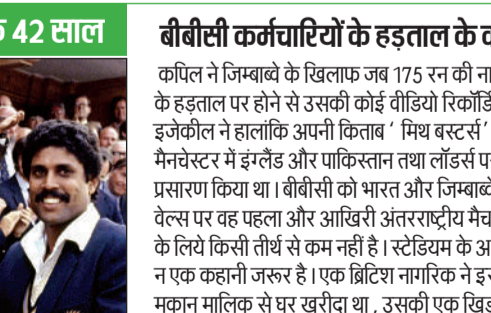 42 साल
बीबीसी कर्मचारियों के हड़ताल के
कपिल ने जिम्बाब्वे के खिलाफ जब 175 रन की
के हड़ताल पर होने से उसकी कोई वीडियो
इजेकील ने हालांकि अपनी किताब ‘ मिथ बस्टर्स’
मैनचेस्टर में इंग्लैंड और पाकिस्तान तथा लॉडर्स
प्रसारण किया था । बीबीसी को भारत और
वेल्स पर वह पहला और आखिरी अंतरराष्ट्रीय
के लिये किसी तीर्थ से कम नहीं है । स्टेडियम के
न एक कहानी जरूर है । एक ब्रिटिश नागरिक ने
मकान मालिक से घर खरीदा था , उसकी एक